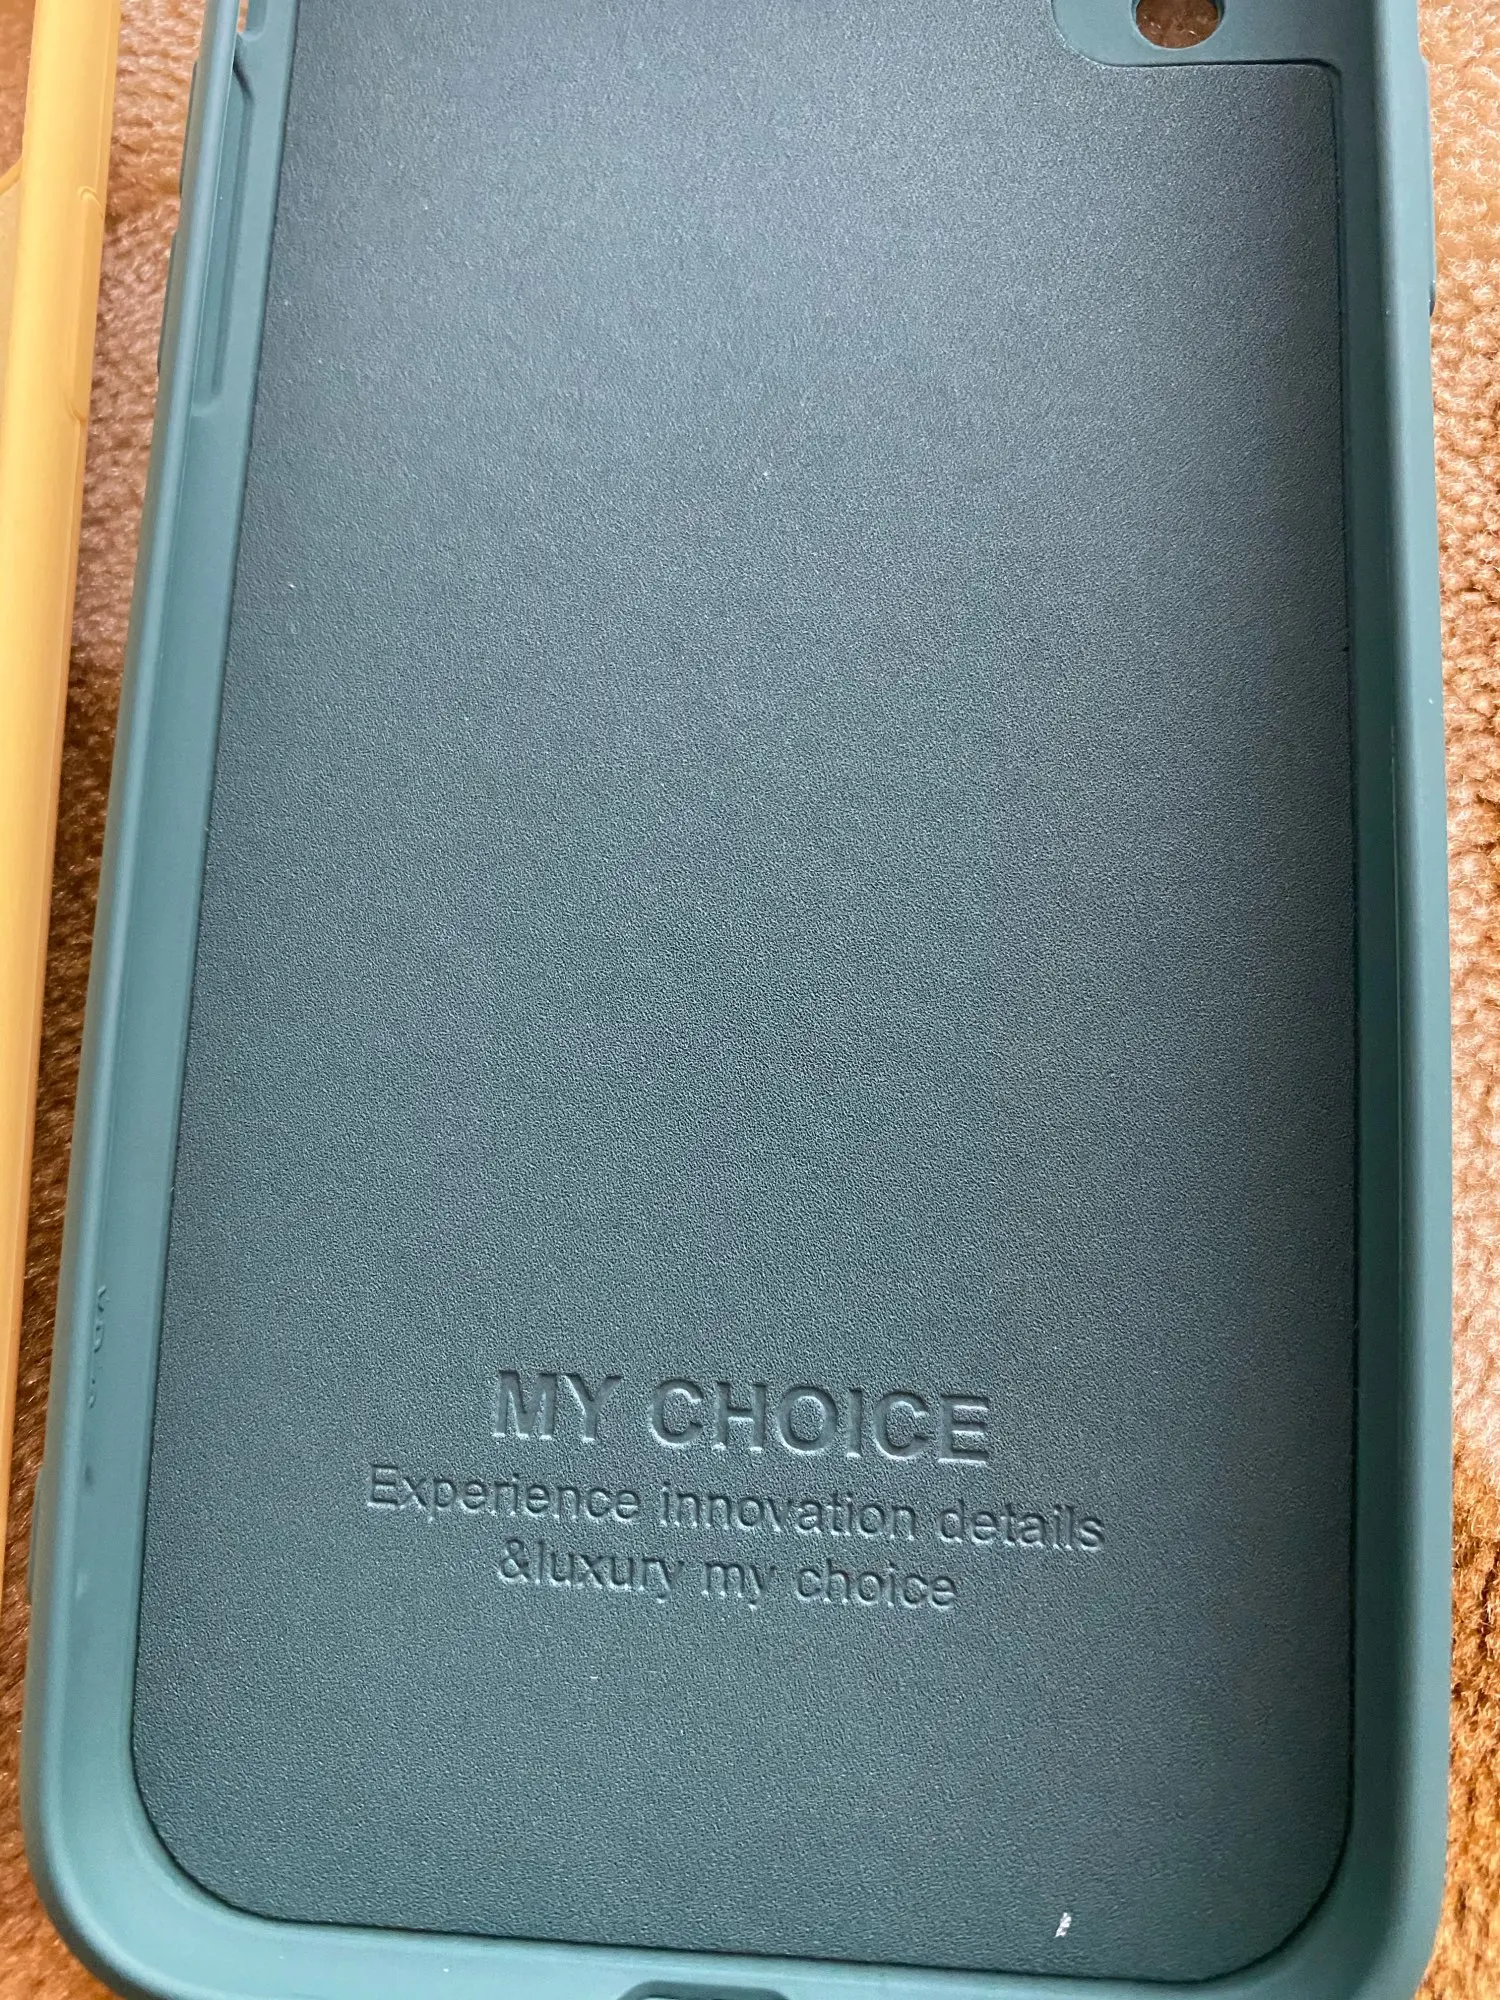 MY CHOICE
Experience innovation details
&luxury my choice